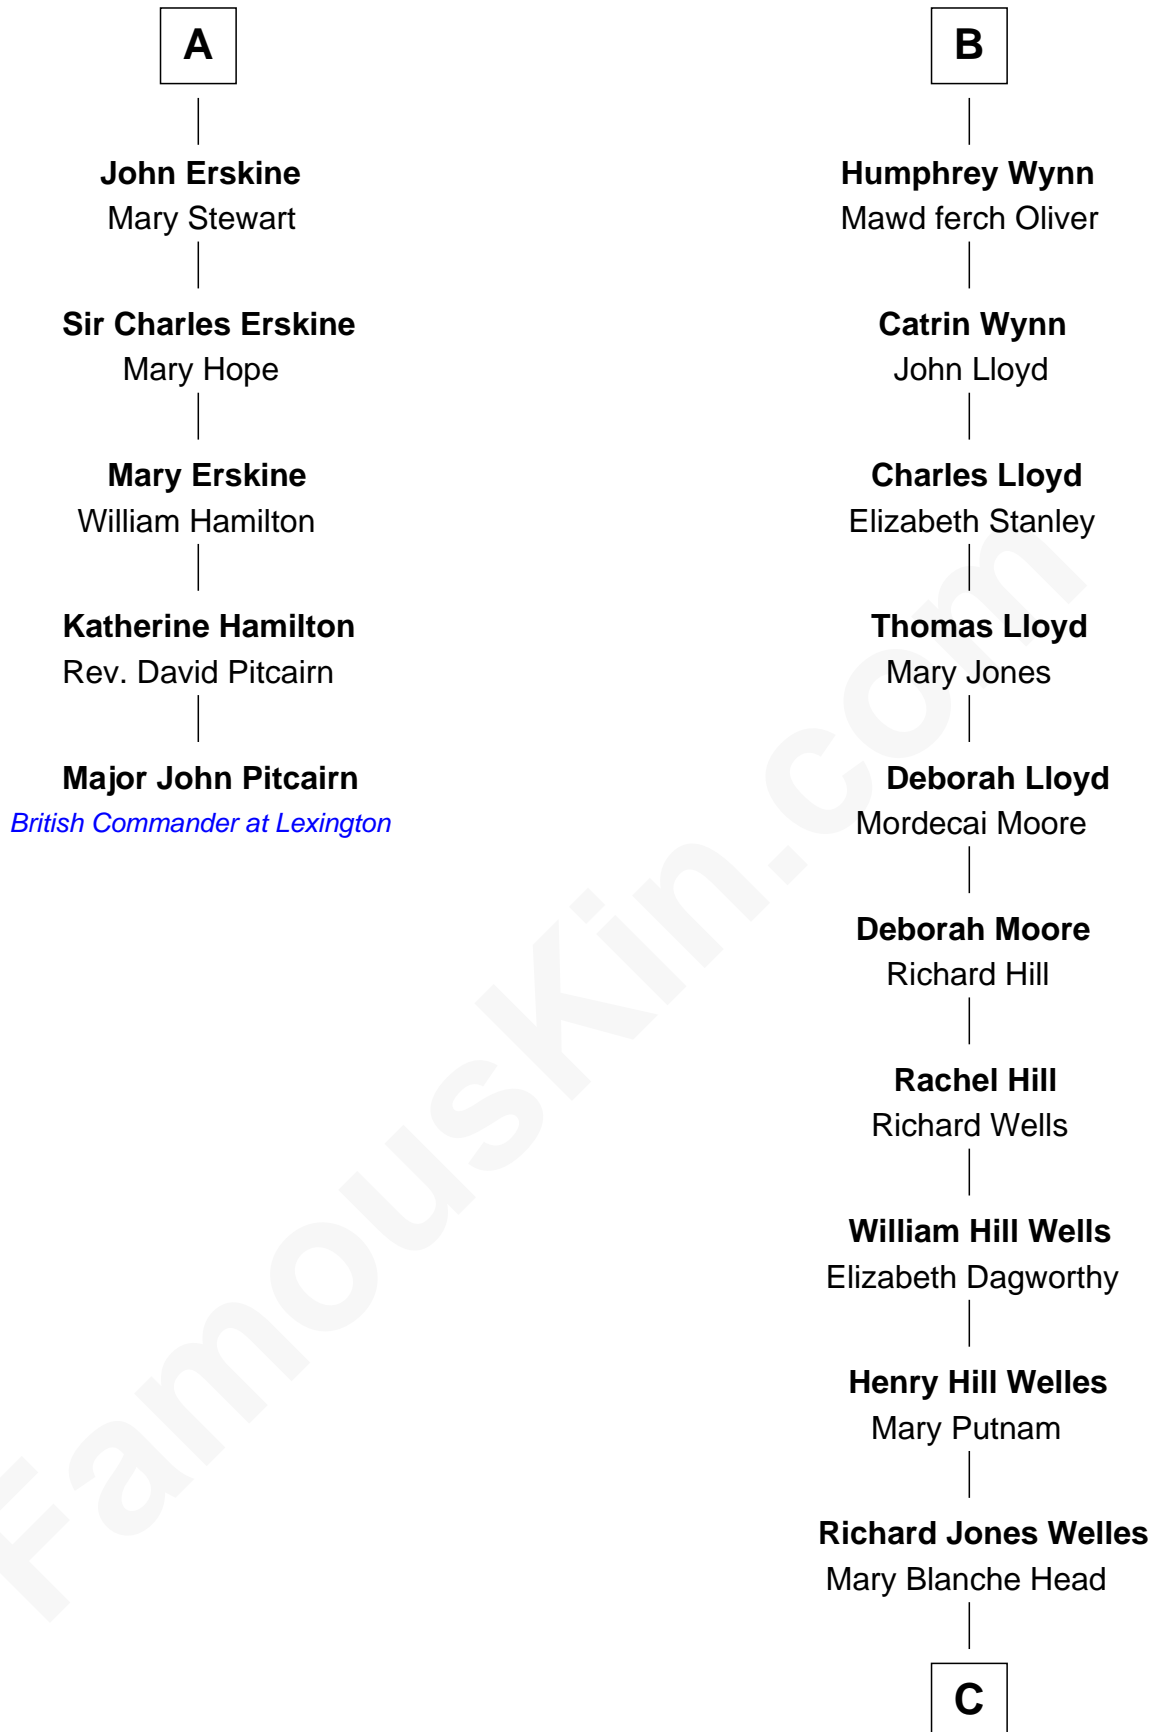 A
John Erskine
Mary Stewart
Sir Charles Erskine
Mary Hope
Mary Erskine
William Hamilton
Katherine Hamilton
Rev. David Pitcairn
Major John Pitcairn
British Commander at Lexington
B
Humphrey Wynn
Mawd ferch Oliver
Catrin Wynn
John Lloyd
Charles Lloyd
Elizabeth Stanley
Thomas Lloyd
Mary Jones
Deborah Lloyd
Mordecai Moore
Deborah Moore
Richard Hill
Rachel Hill
Richard Wells
William Hill Wells
Elizabeth Dagworthy
Henry Hill Welles
Mary Putnam
Richard Jones Welles
Mary Blanche Head
C
FamousKin.com